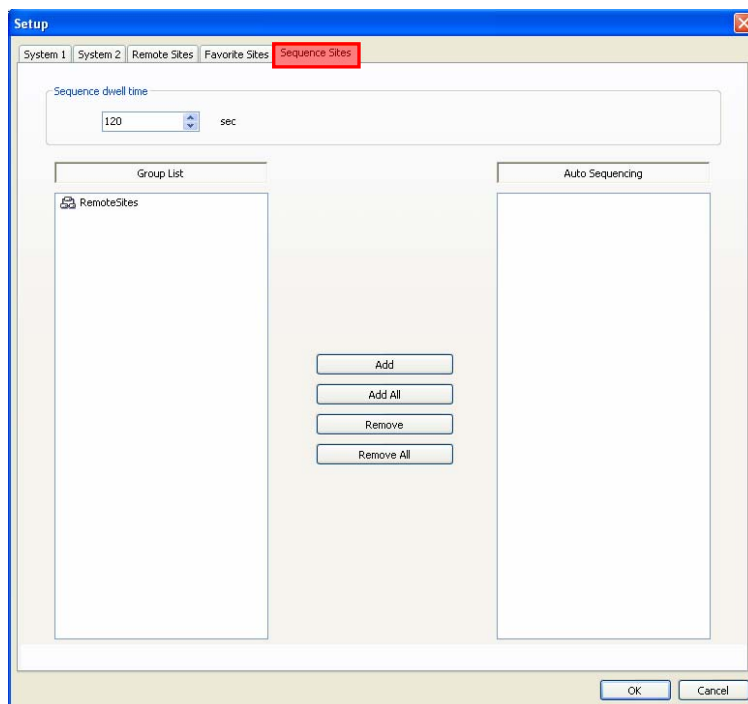 Setup
System 1 System 2 Remote Sites Favorite Sites Sequence Sites
Sequence dwell time
120 sec
Group List Auto Sequencing
RemoteSites
Add
Add All
Remove
Remove All
OK Cancel